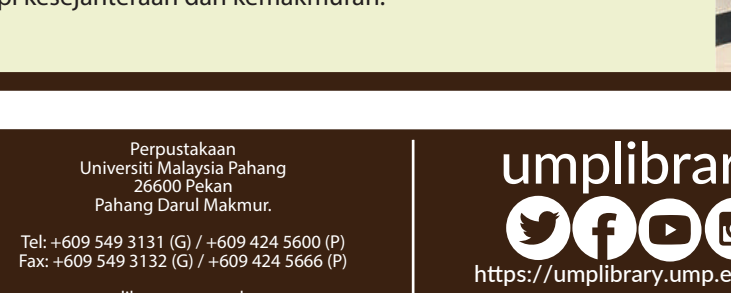 kesejahteraan dan kemakmuran.
Perpustakaan
Universiti Malaysia Pahang
26600 Pekan
Pahang Darul Makmur.
Tel: +609 549 3131 (G) / +609 424 5600 (P)
Fax: +609 549 3132 (G) / +609 424 5666 (P)
umplibrar
https://umplibrary.ump.e